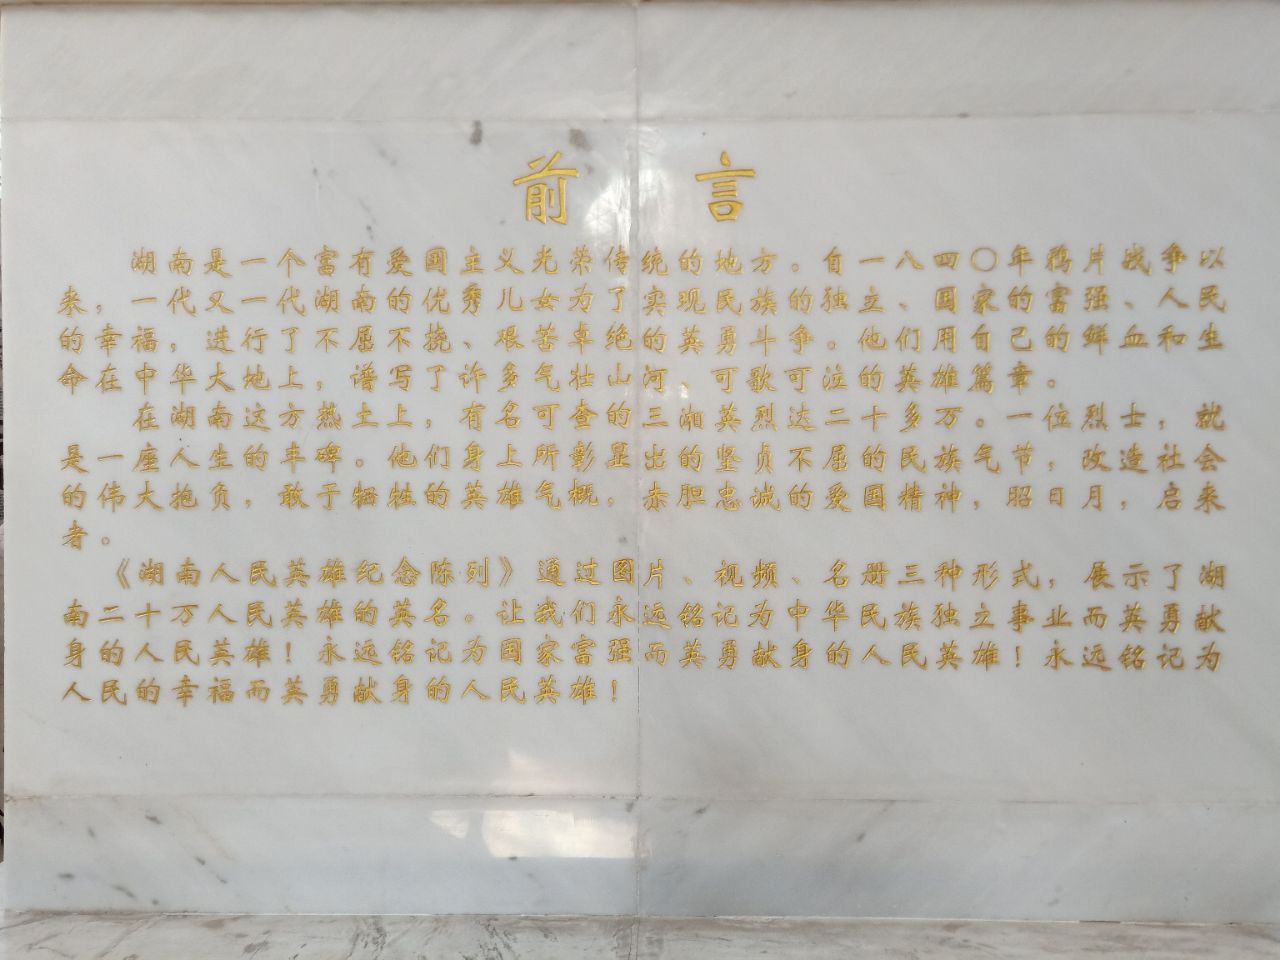 前言
湖南是一个富有爱国主义光荣传统的地方。自一八四〇年鸦片战争以
来，一代又一代湖南的优秀儿女为了实现民族的独立、国家的富强、人民
的幸福，进行了不屈不挠、艰苦卓绝的英勇斗争。他们用自己的鲜血和生
命在中华大地上，谱写了许多气壮山河、可歌可泣的英雄篇章。
在湖南这方热土上，有名可查的三湘英烈达二十多万。一位烈士，就
是一座人生的丰碑。他们身上所彰显出的坚贞不屈的民族气节，改造社会
的伟大抱负，敢于牺牲的英雄气概，赤胆忠诚的爱国精神，昭日月，启来
者。
《湖南人民英雄纪念陈列》通过图片、视频、名册三种形式，展示了湖
南二十万人民英雄的英名。让我们永远铭记为中华民族独立事业而英勇献
身的人民英雄！永远铭记为国家富强而英勇献身的人民英雄！永远铭记为
人民的幸福而英勇献身的人民英雄！